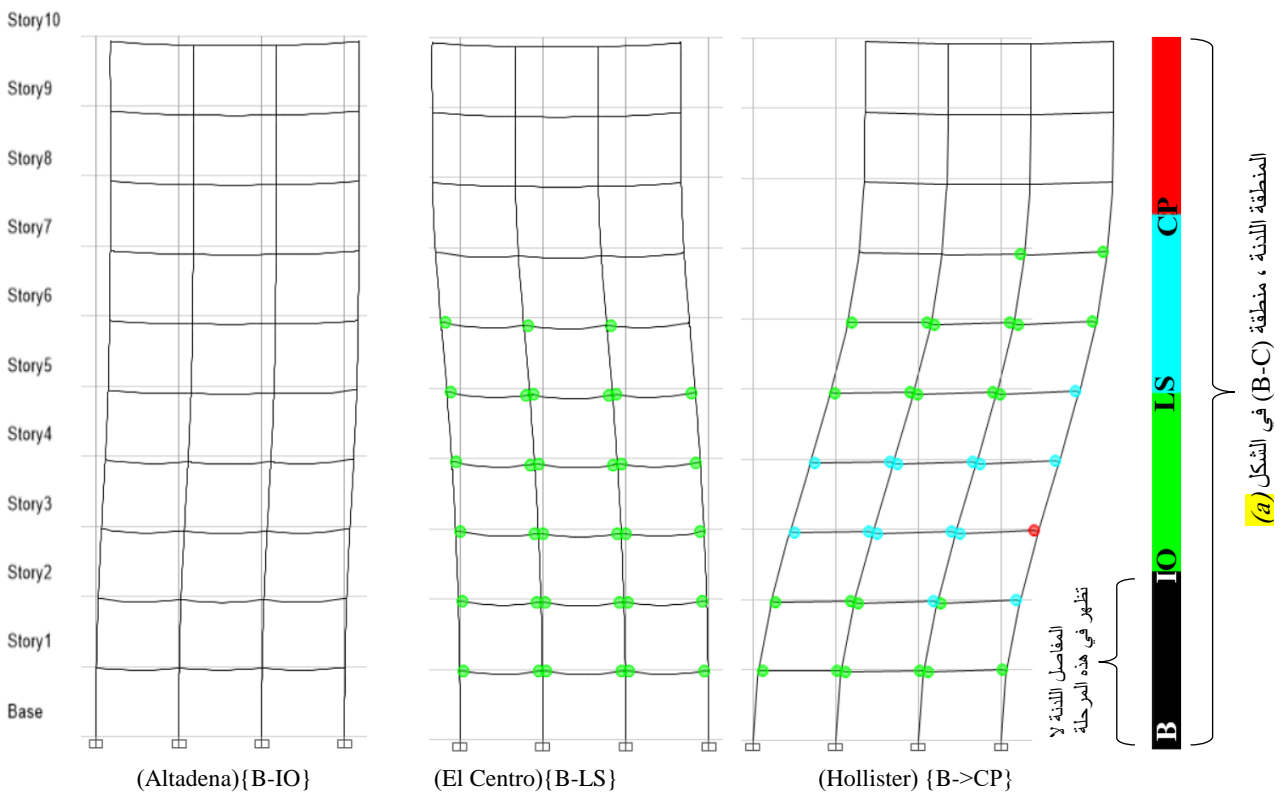 Story10
Story9
Story8
Story7
Story6
Story5
Story4
Story3
Story2
Story1
Base
(Altadena){B-IO}
(El Centro){B-LS}
(Hollister) {B->CP}
CP
LS
IO
B
المفاصل اللدنة لا
تظهر في هذه المرحلة
المنطقة اللدنة ، منطقة (B-C) في الشكل (a)